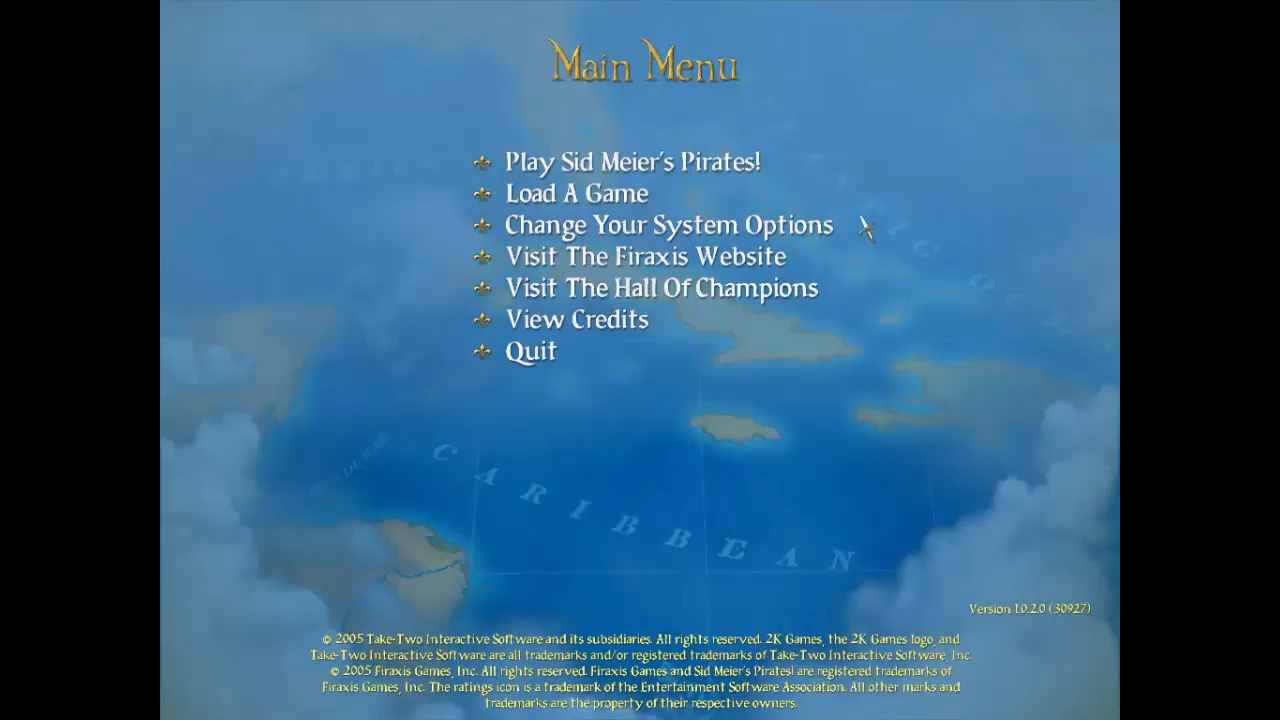 Main Menu
Play Sid Meier's Pirates!
Load A Game
Change Your System Options
Visit The Firaxis Website
Visit The Hall Of Champions
View Credits
Quit
CARIBBEAN
Version 1.0.2.0 (30927)
© 2005 Take-Two Interactive Software and its subsidiaries. All rights reserved. 2K Games, the 2K Games logo, and
Take-Two Interactive Software are all trademarks and/or registered trademarks of Take-Two Interactive Software, Inc.
© 2005 Firaxis Games, Inc. All rights reserved. Firaxis Games and Sid Meier's Pirates! are registered trademarks of
Firaxis Games, Inc. The ratings icon is a trademark of the Entertainment Software Association. All other marks and
trademarks are the property of their respective owners.